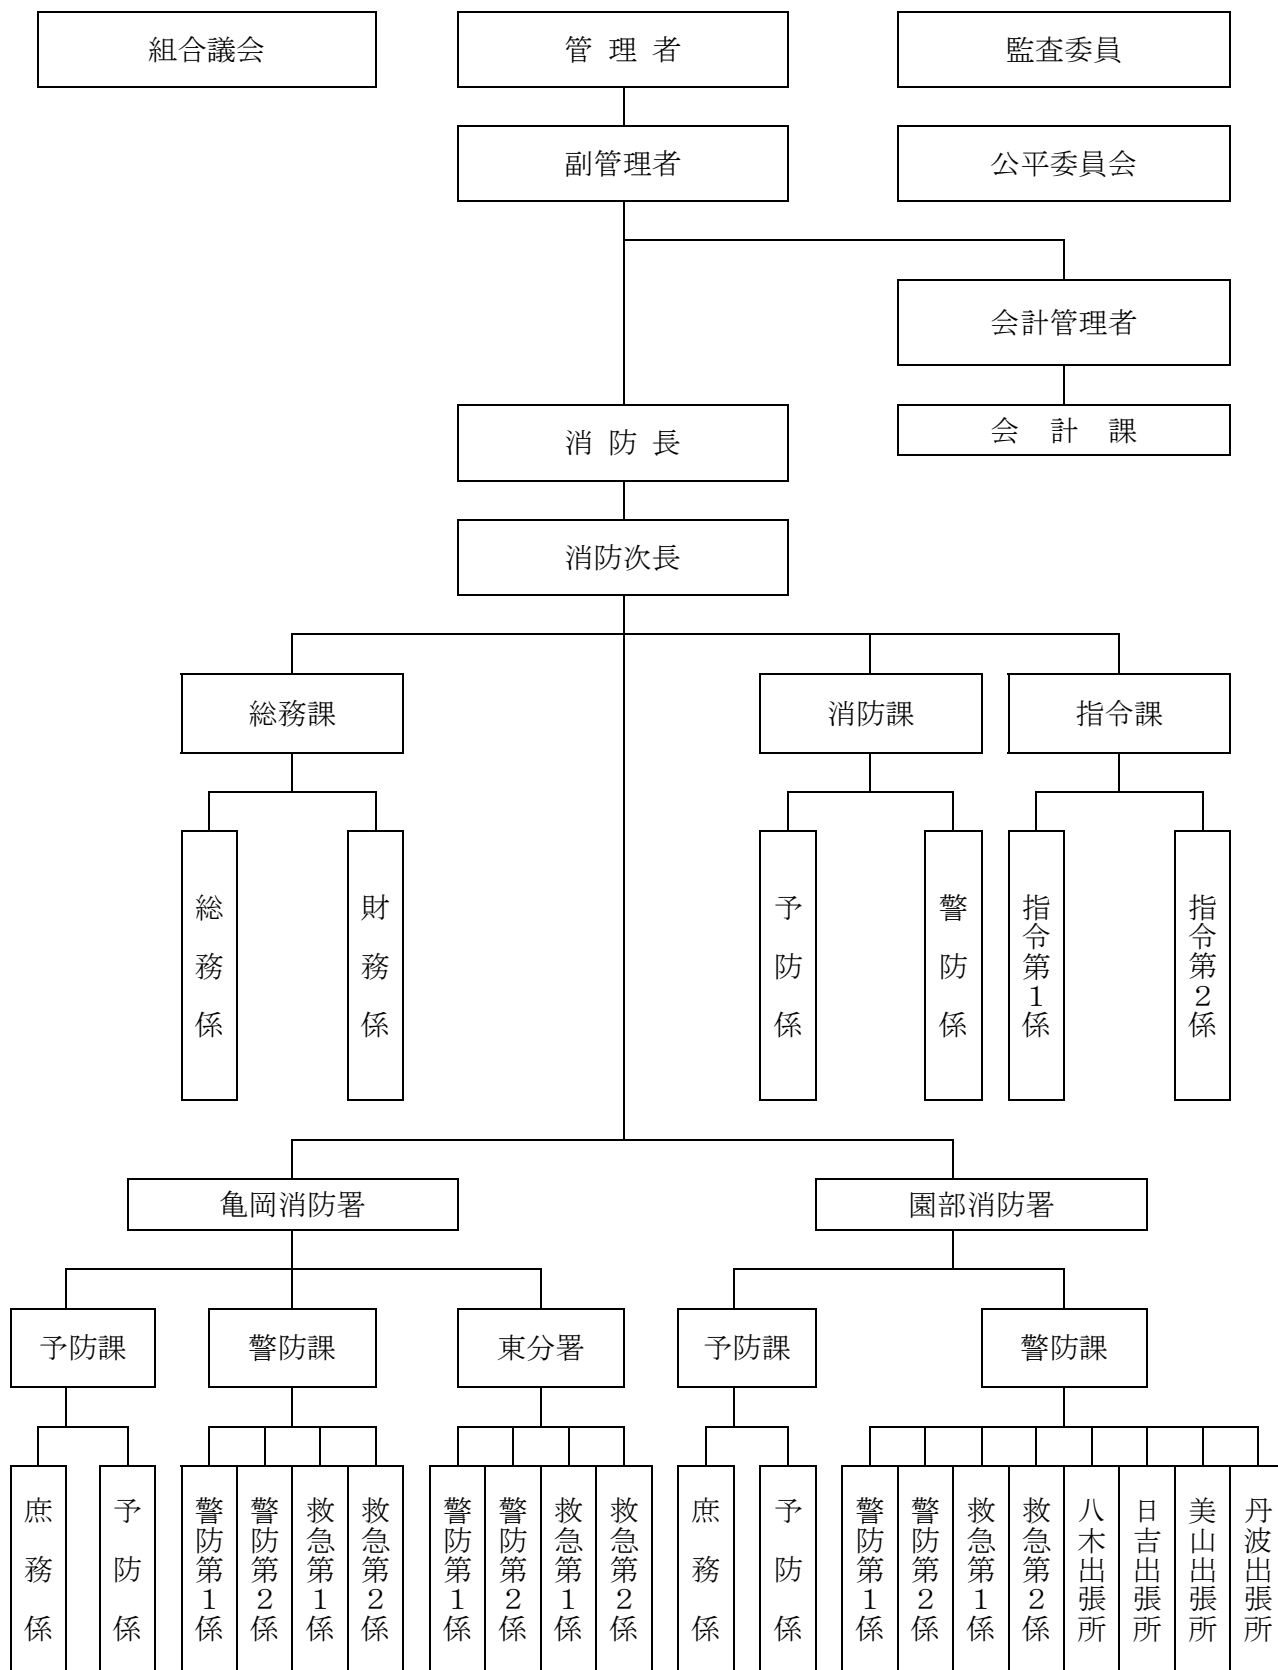 組合議会
管 理 者
監査委員
副管理者
公平委員会
会計管理者
消 防 長
会　計　課
消防次長
総務課
消防課
指令課
総務係
財務係
予防係
警防係
指令第１係
指令第２係
亀岡消防署
園部消防署
予防課
警防課
東分署
予防課
警防課
庶務係
予防係
警防第１係
警防第２係
救急第１係
救急第２係
警防第１係
警防第２係
救急第１係
救急第２係
庶務係
予防係
警防第１係
警防第２係
救急第１係
救急第２係
八木出張所
日吉出張所
美山出張所
丹波出張所